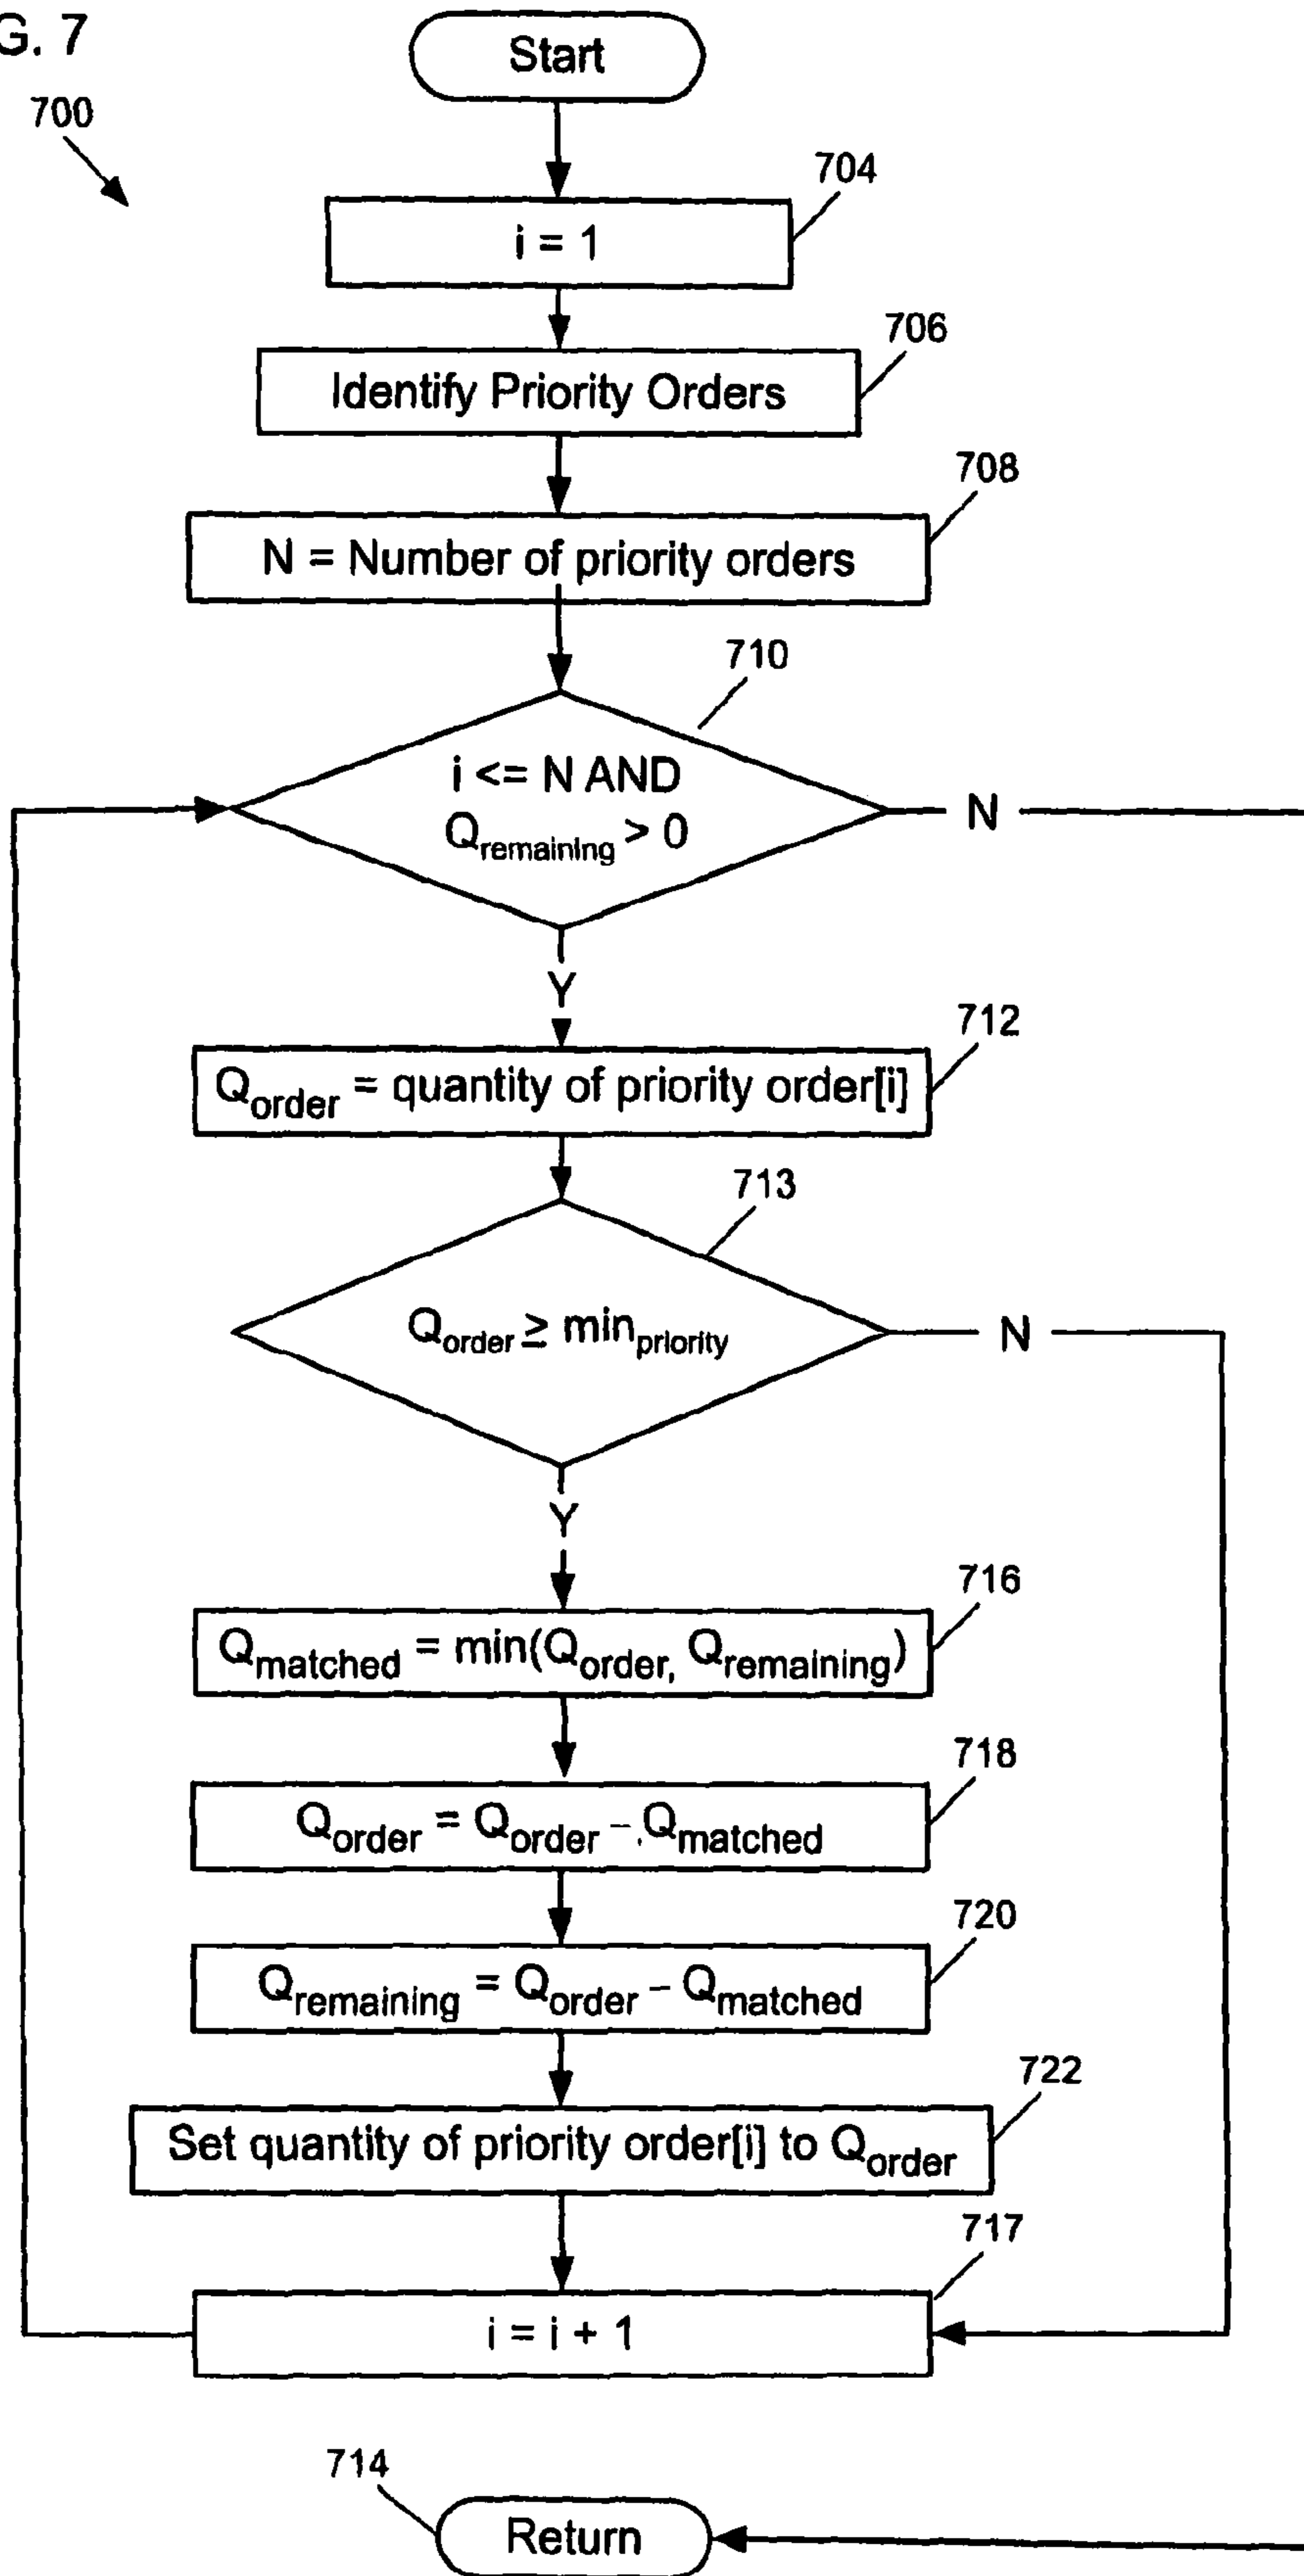 G. 7
Start
700
704
i = 1
706
Identify Priority Orders
708
N = Number of priority orders
710
i <= N AND
Qremaining > 0
N
Y
712
Qorder = quantity of priority order[i]
713
Qorder ≥ minpriority
N
Y
716
Qmatched = min(Qorder, Qremaining)
718
Qorder = Qorder – Qmatched
720
Qremaining = Qorder – Qmatched
722
Set quantity of priority order[i] to Qorder
717
i = i + 1
714
Return